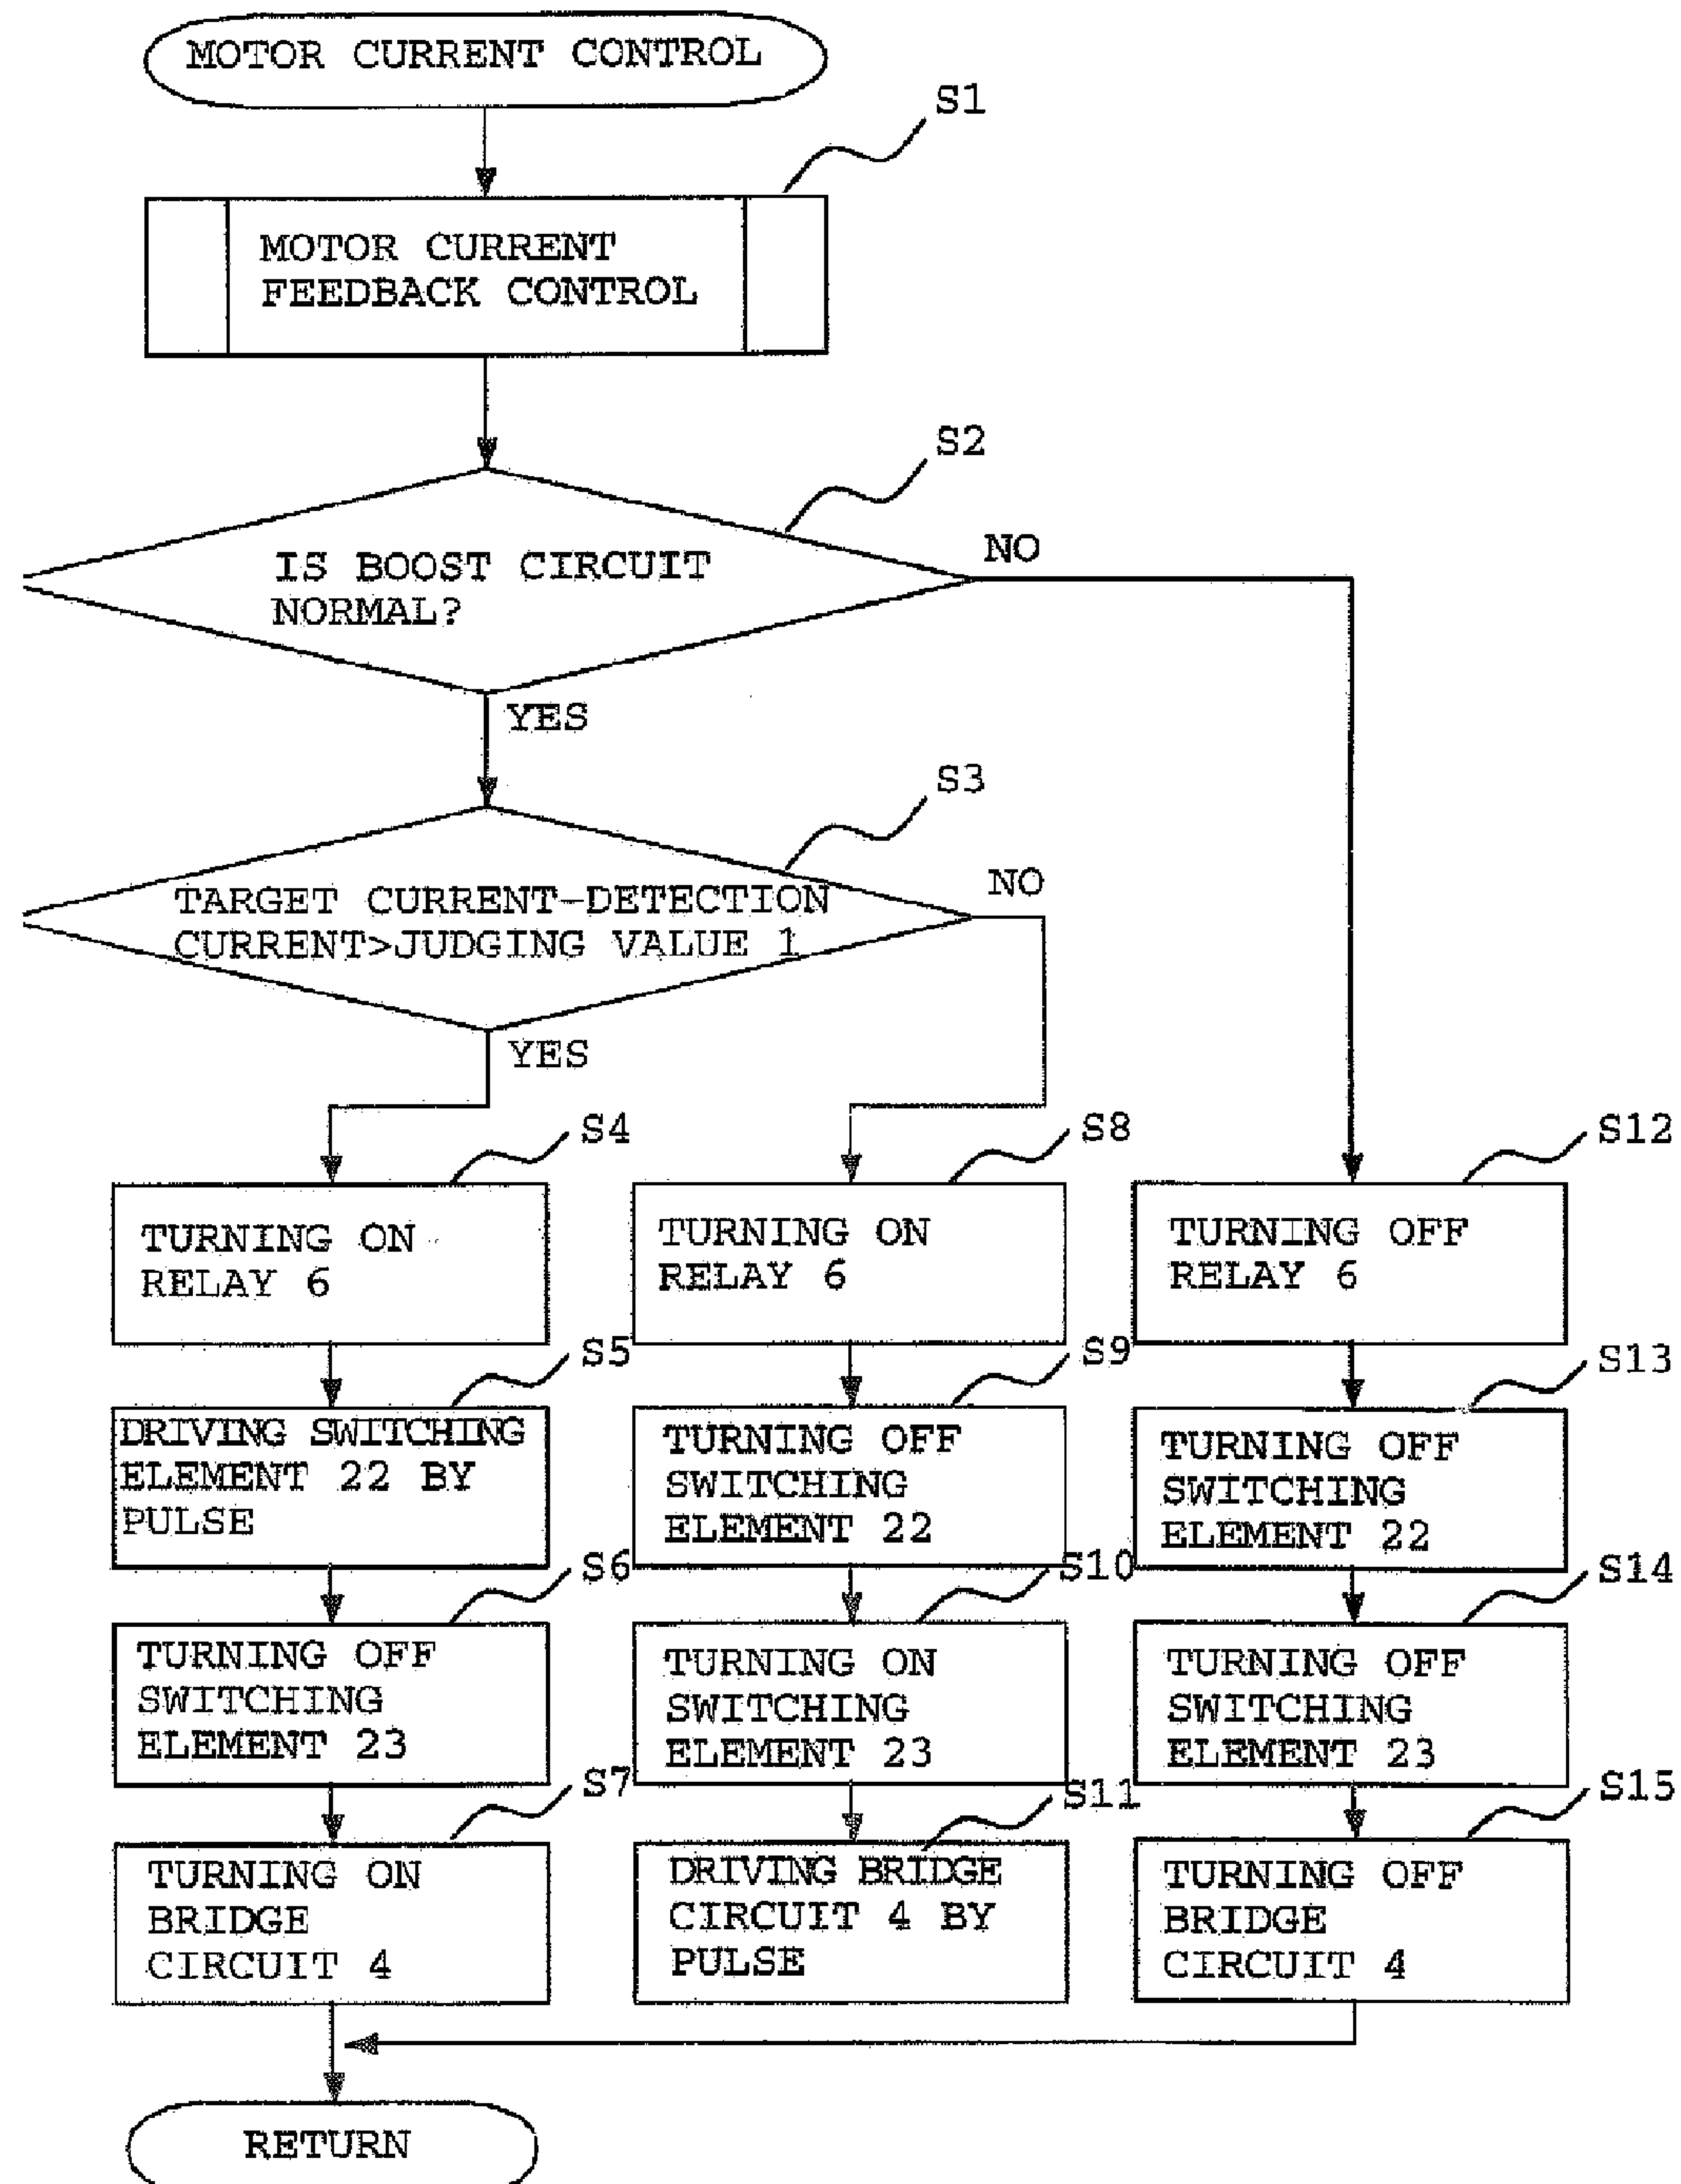 MOTOR CURRENT CONTROL
S1
MOTOR CURRENT
FEEDBACK CONTROL
S2
IS BOOST CIRCUIT
NORMAL?
NO
YES
S3
TARGET CURRENT-DETECTION
CURRENT>JUDGING VALUE 1
NO
YES
S4
TURNING ON
RELAY 6
S5
DRIVING SWITCHING
ELEMENT 22 BY
PULSE
S6
TURNING OFF
SWITCHING
ELEMENT 23
S7
TURNING ON
BRIDGE
CIRCUIT 4
S8
TURNING ON
RELAY 6
S9
TURNING OFF
SWITCHING
ELEMENT 22
S10
TURNING ON
SWITCHING
ELEMENT 23
S11
DRIVING BRIDGE
CIRCUIT 4 BY
PULSE
S12
TURNING OFF
RELAY 6
S13
TURNING OFF
SWITCHING
ELEMENT 22
S14
TURNING OFF
SWITCHING
ELEMENT 23
S15
TURNING OFF
BRIDGE
CIRCUIT 4
RETURN